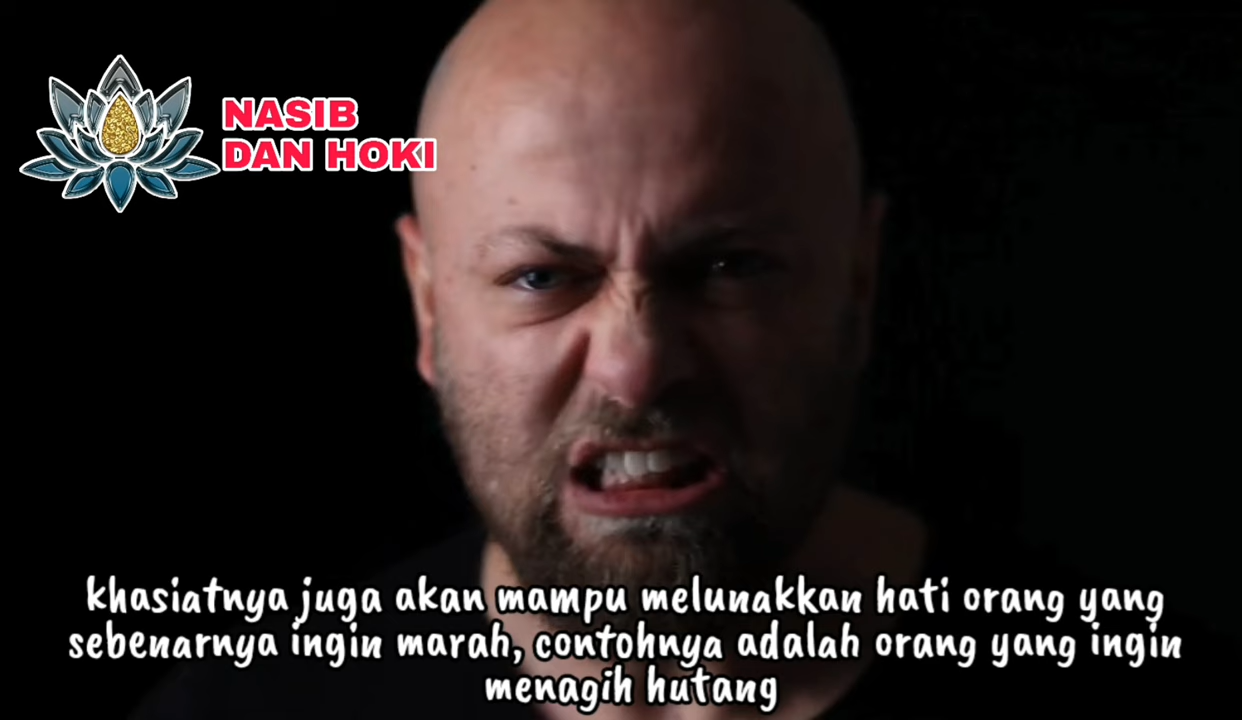 NASIB
DAN HOKI
khasiatnya juga akan mampu melunakkan hati orang yang
sebenarnya ingin marah, contohnya adalah orang yang ingin
menagih hutang